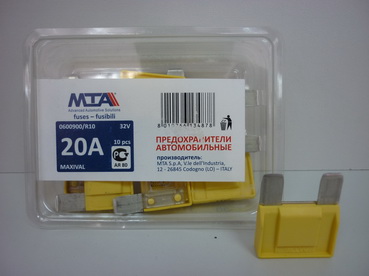 MTA
Advanced Automotive Solutions
fuses – fusibili
0600900/R10 32V
20A 10 pcs
MAXIVAL
АЯ 80
ПРЕДОХРАНИТЕЛИ
АВТОМОБИЛЬНЫЕ
производитель:
MTA S.p.A, V.le dell'Industria,
12 - 26845 Codogno (LO) – ITALY